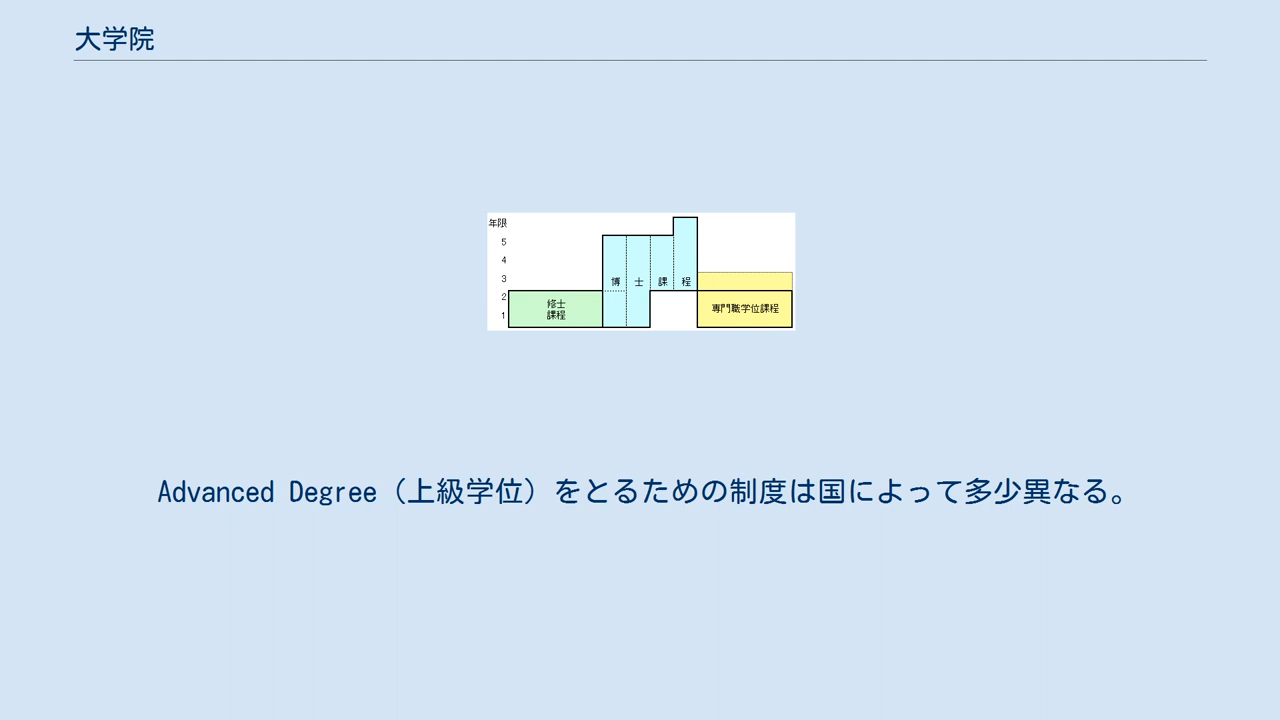 大学院
年限
5
4
3
2
1
修士
課程
博士課程
専門職学位課程
Advanced Degree（上級学位）をとるための制度は国によって多少異なる。